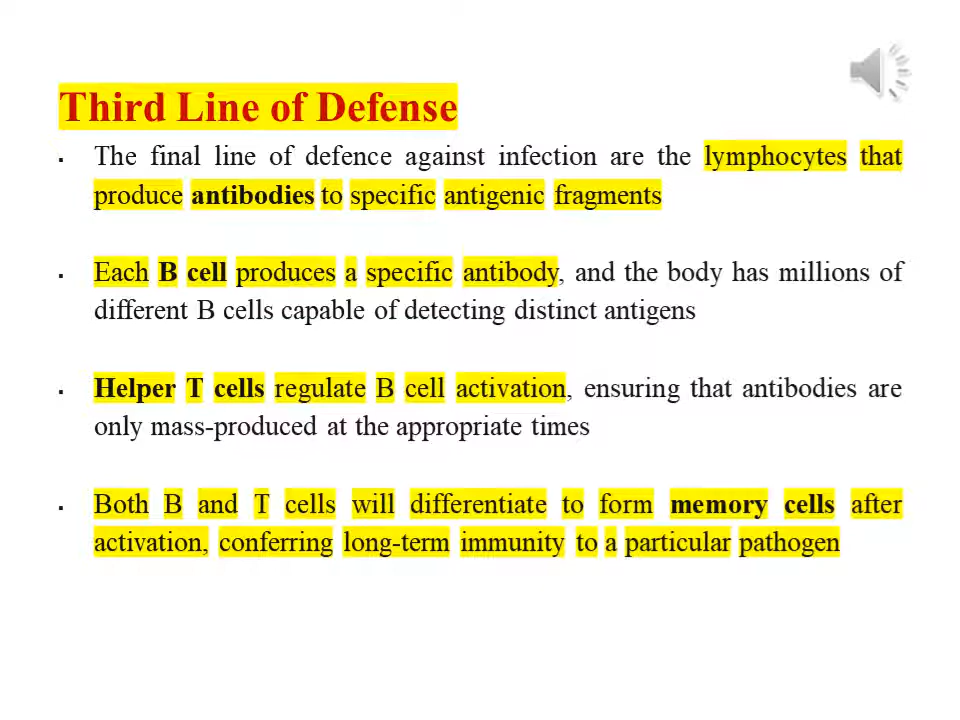 Third Line of Defense
▪ The final line of defence against infection are the lymphocytes that
produce antibodies to specific antigenic fragments
▪ Each B cell produces a specific antibody, and the body has millions of
different B cells capable of detecting distinct antigens
▪ Helper T cells regulate B cell activation, ensuring that antibodies are
only mass-produced at the appropriate times
▪ Both B and T cells will differentiate to form memory cells after
activation, conferring long-term immunity to a particular pathogen